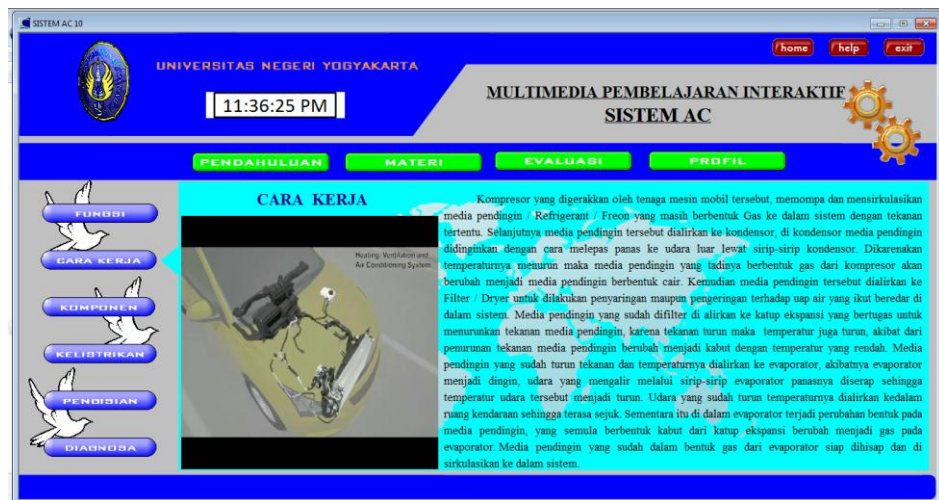 SISTEM AC 10
home help exit
UNIVERSITAS NEGERI YOGYAKARTA
11:36:25 PM
MULTIMEDIA PEMBELAJARAN INTERAKTIF
SISTEM AC
PENDAHULUAN MATERI EVALUASI PROFIL
FUNGSI
CARA KERJA
KOMPONEN
KELISTRIKAN
PENGISIAN
DIAGNOSA
CARA KERJA
Heating, Ventilation and
Air Conditioning System
Kompresor yang digerakkan oleh tenaga mesin mobil tersebut, memompa dan mensirkulasikan
media pendingin / Refrigerant / Freon yang masih berbentuk Gas ke dalam sistem dengan tekanan
tertentu. Selanjutnya media pendingin tersebut dialirkan ke kondensor, di kondensor media pendingin
didinginkan dengan cara melepas panas ke udara luar lewat sirip-sirip kondensor. Dikarenakan
temperaturnya menurun maka media pendingin yang tadinya berbentuk gas dari kompresor akan
berubah menjadi media pendingin berbentuk cair. Kemudian media pendingin tersebut dialirkan ke
Filter / Dryer untuk dilakukan penyaringan maupun pengeringan terhadap uap air yang ikut beredar di
dalam sistem. Media pendingin yang sudah difilter di alirkan ke katup ekspansi yang bertugas untuk
menurunkan tekanan media pendingin, karena tekanan turun maka temperatur juga turun, akibat dari
penurunan tekanan media pendingin berubah menjadi kabut dengan temperatur yang rendah. Media
pendingin yang sudah turun tekanan dan temperaturnya dialirkan ke evaporator, akibatnya evaporator
menjadi dingin, udara yang mengalir melalui sirip-sirip evaporator panasnya diserap sehingga
temperatur udara tersebut menjadi turun. Udara yang sudah turun temperaturnya dialirkan kedalam
ruang kendaraan sehingga terasa sejuk. Sementara itu di dalam evaporator terjadi perubahan bentuk pada
media pendingin, yang semula berbentuk kabut dari katup ekspansi berubah menjadi gas pada
evaporator. Media pendingin yang sudah dalam bentuk gas dari evaporator siap dihisap dan di
sirkulasikan ke dalam sistem.